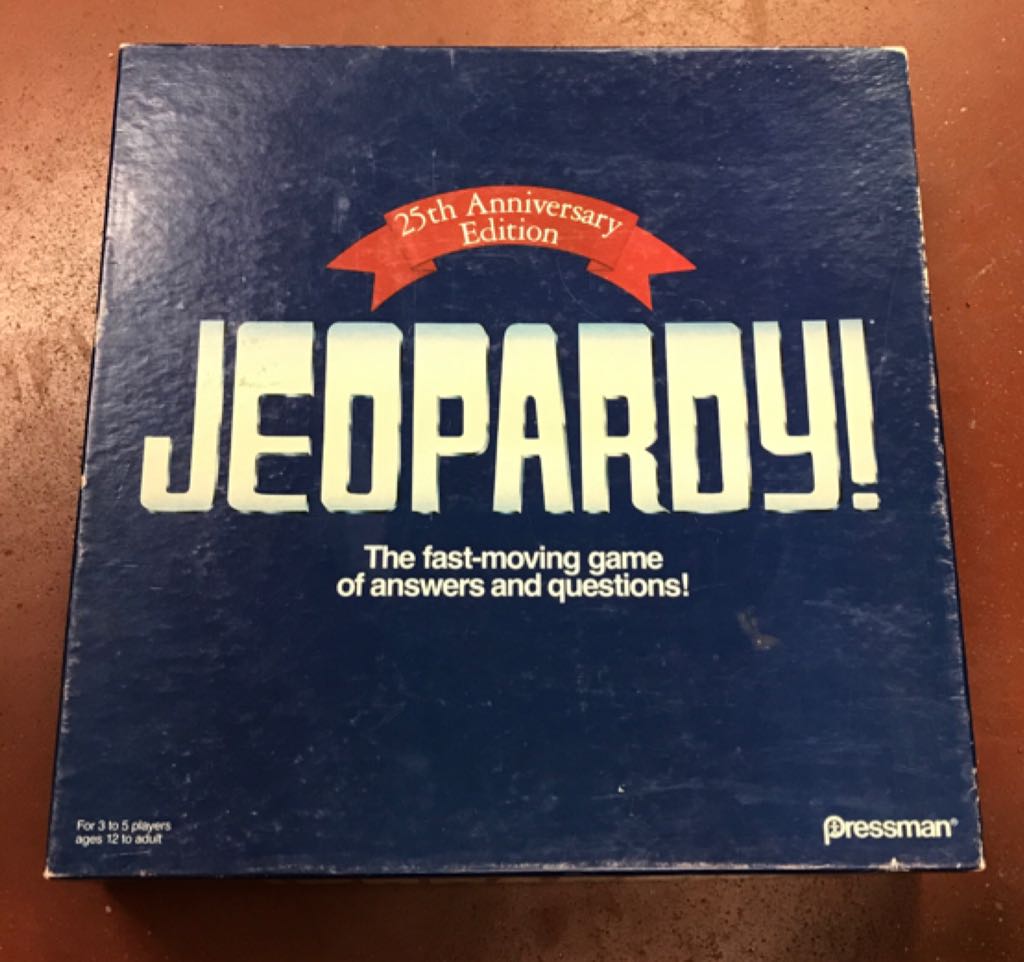 25th Anniversary
Edition
JEOPARDY!
The fast-moving game
of answers and questions!
For 3 to 5 players
ages 12 to adult
Pressman®